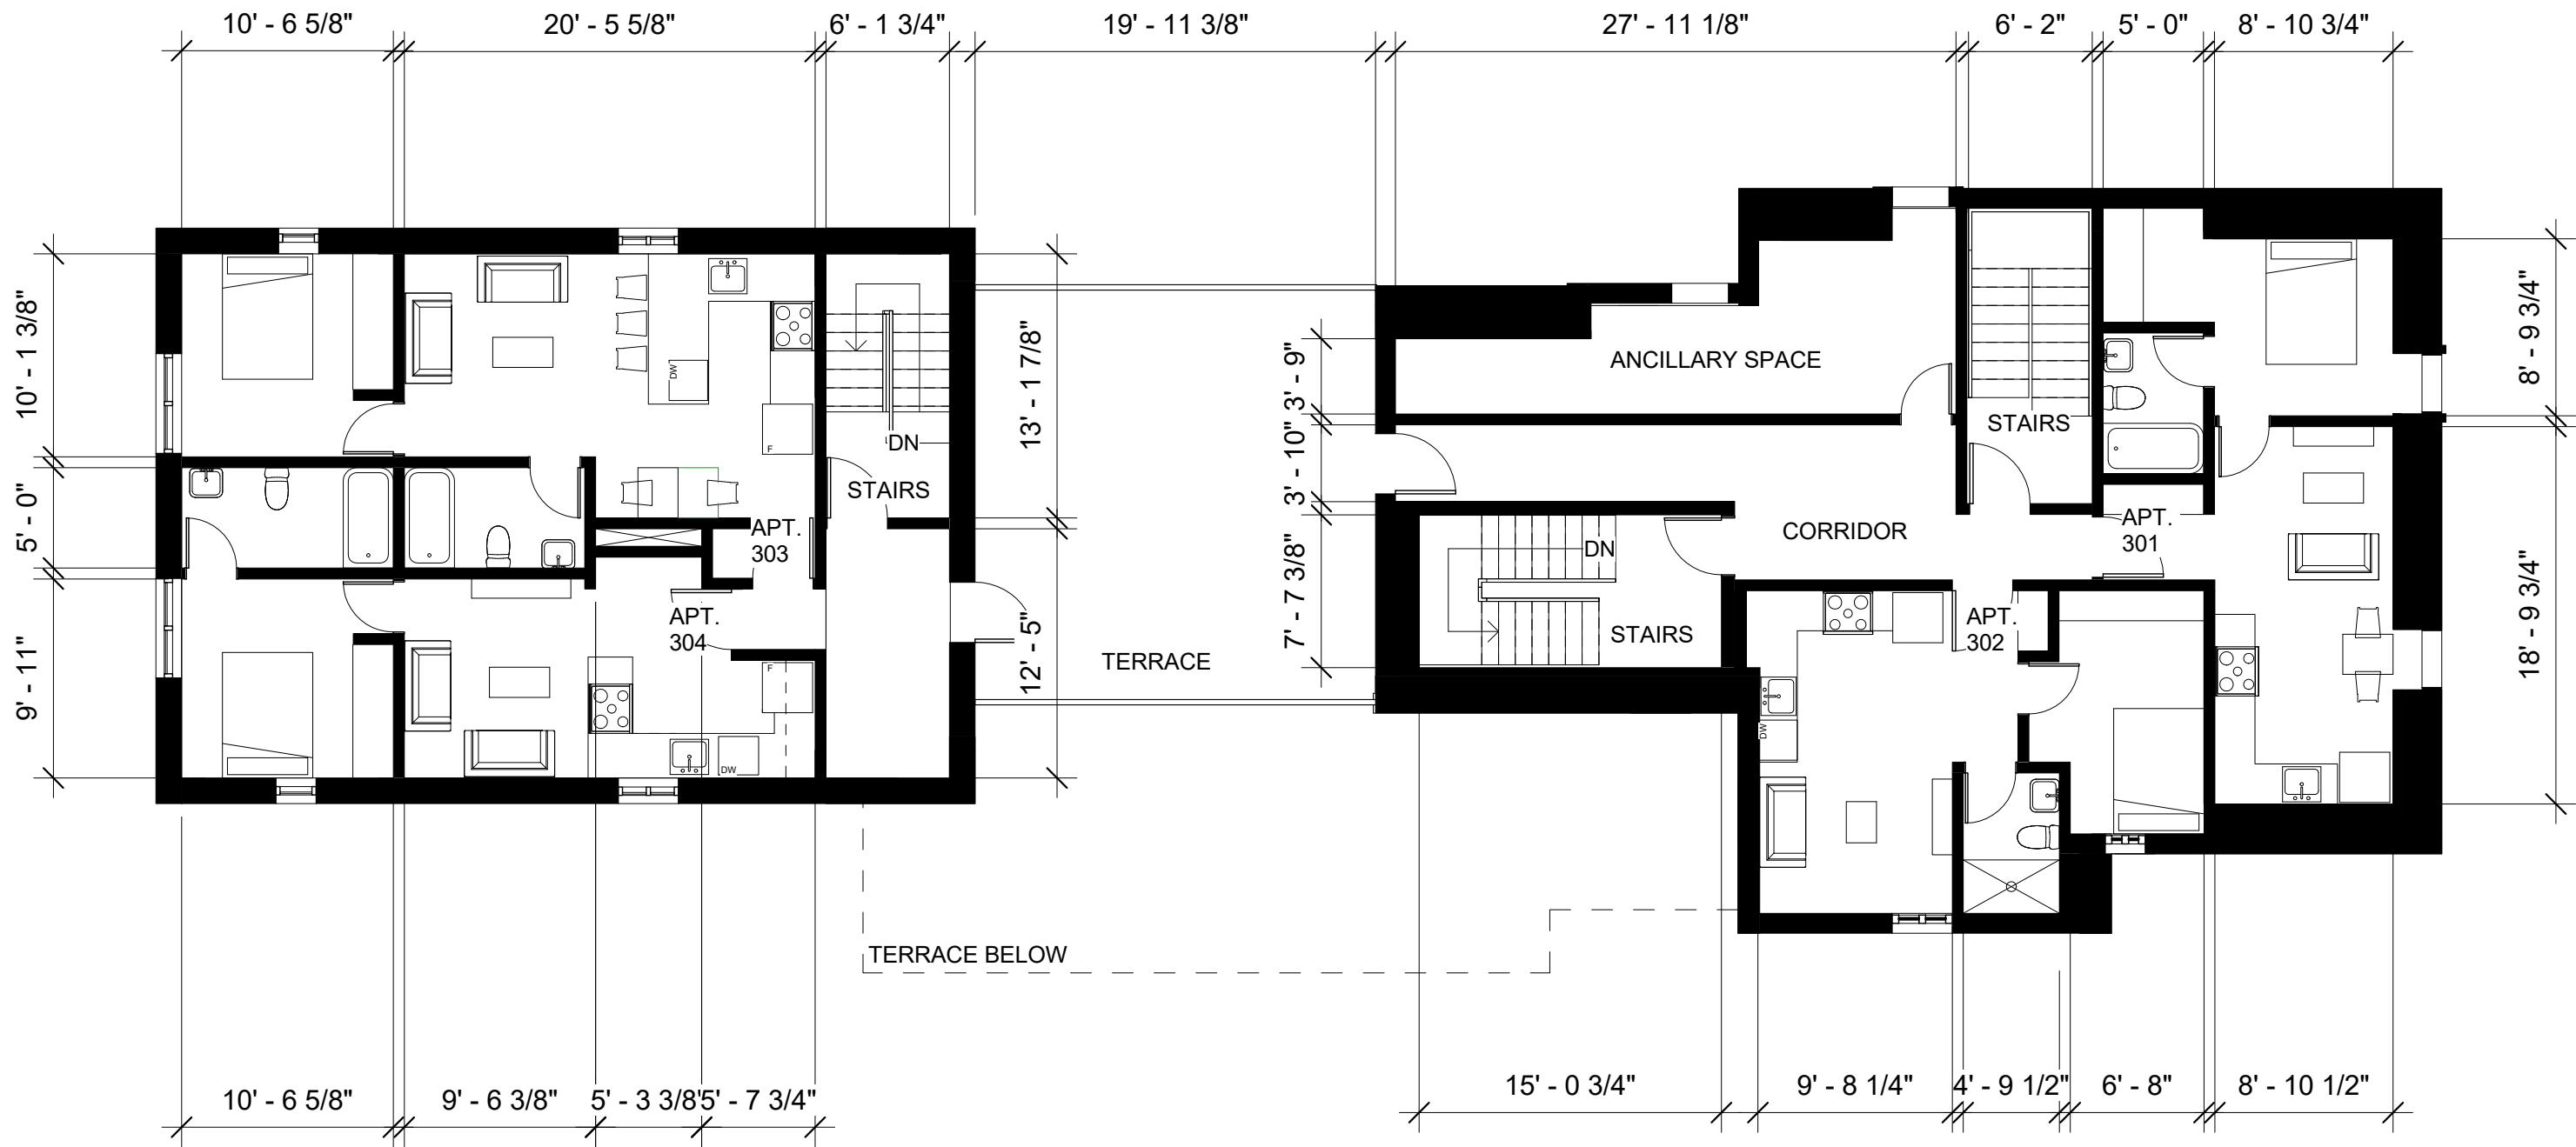 10' - 6 5/8"
20' - 5 5/8"
6' - 1 3/4"
19' - 11 3/8"
27' - 11 1/8"
6' - 2"
5' - 0"
8' - 10 3/4"
10' - 1 3/8"
5' - 0"
9' - 11"
DW
F
DN
STAIRS
APT.
303
APT.
304
F
DW
13' - 1 7/8"
12' - 5"
TERRACE
TERRACE BELOW
3' - 9"
3' - 10"
7' - 7 3/8"
ANCILLARY SPACE
STAIRS
CORRIDOR
DN
STAIRS
APT.
301
APT.
302
DW
8' - 9 3/4"
18' - 9 3/4"
10' - 6 5/8"
9' - 6 3/8"
5' - 3 3/8"
5' - 7 3/4"
15' - 0 3/4"
9' - 8 1/4"
4' - 9 1/2"
6' - 8"
8' - 10 1/2"